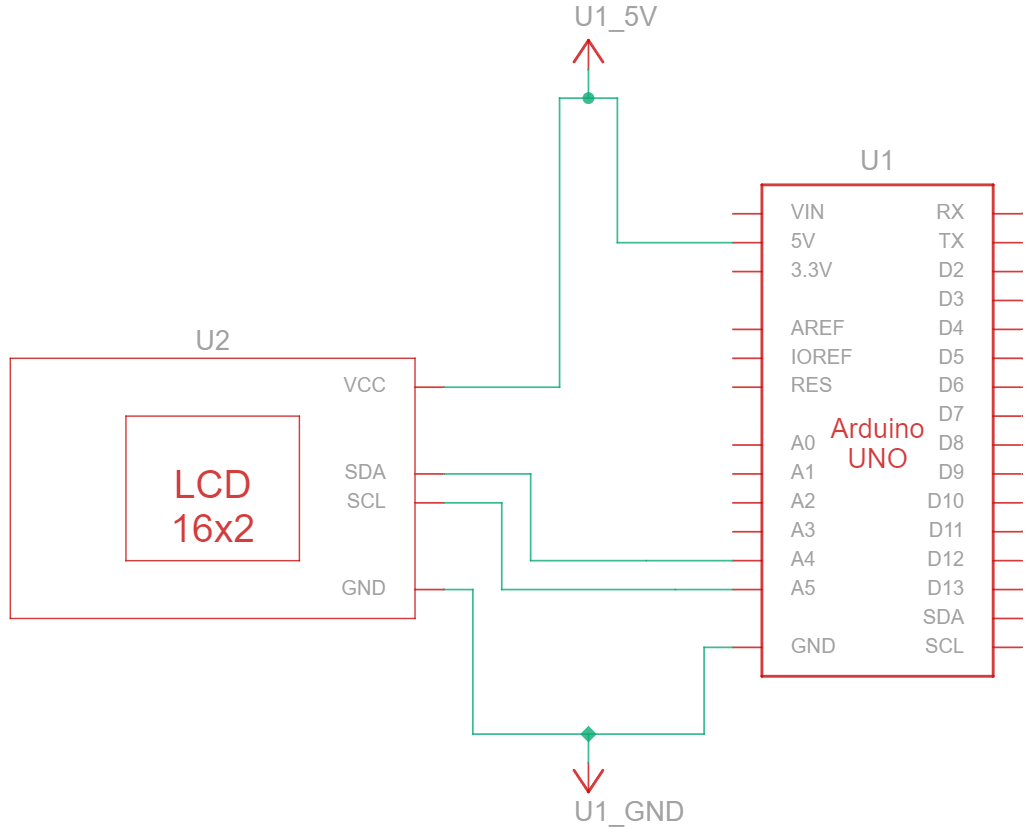 U1_5V
U1
VIN
RX
5V
TX
3.3V
D2
D3
AREF
D4
U2
IOREF
D5
VCC
RES
D6
D7
Arduino
UNO
A0
D8
LCD
16x2
SDA
A1
D9
SCL
A2
D10
A3
D11
A4
D12
GND
A5
D13
SDA
GND
SCL
U1_GND